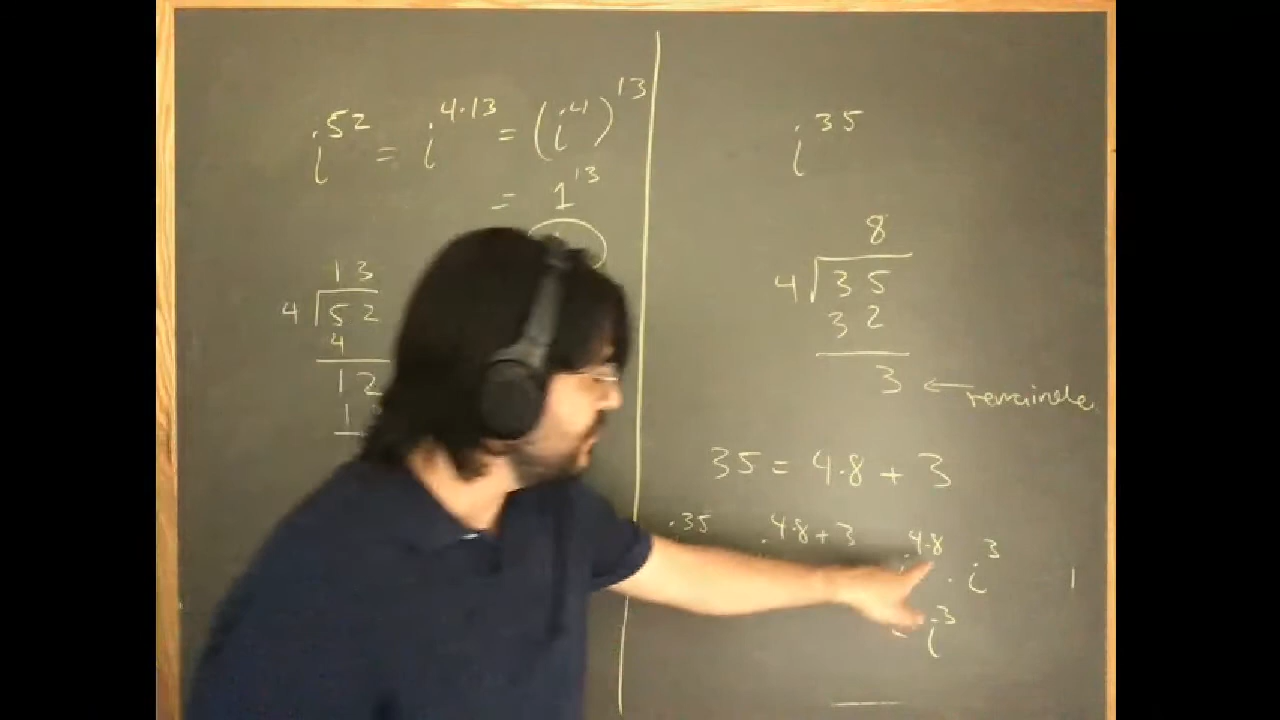 i^52 = i^4·13 = (i^4)^13
= 1^13
13
4 52
4
12
1
i^35
8
4 35
32
3 ←
35 = 4·8 + 3
35 4·8+3 4·8 · i^3
i^3